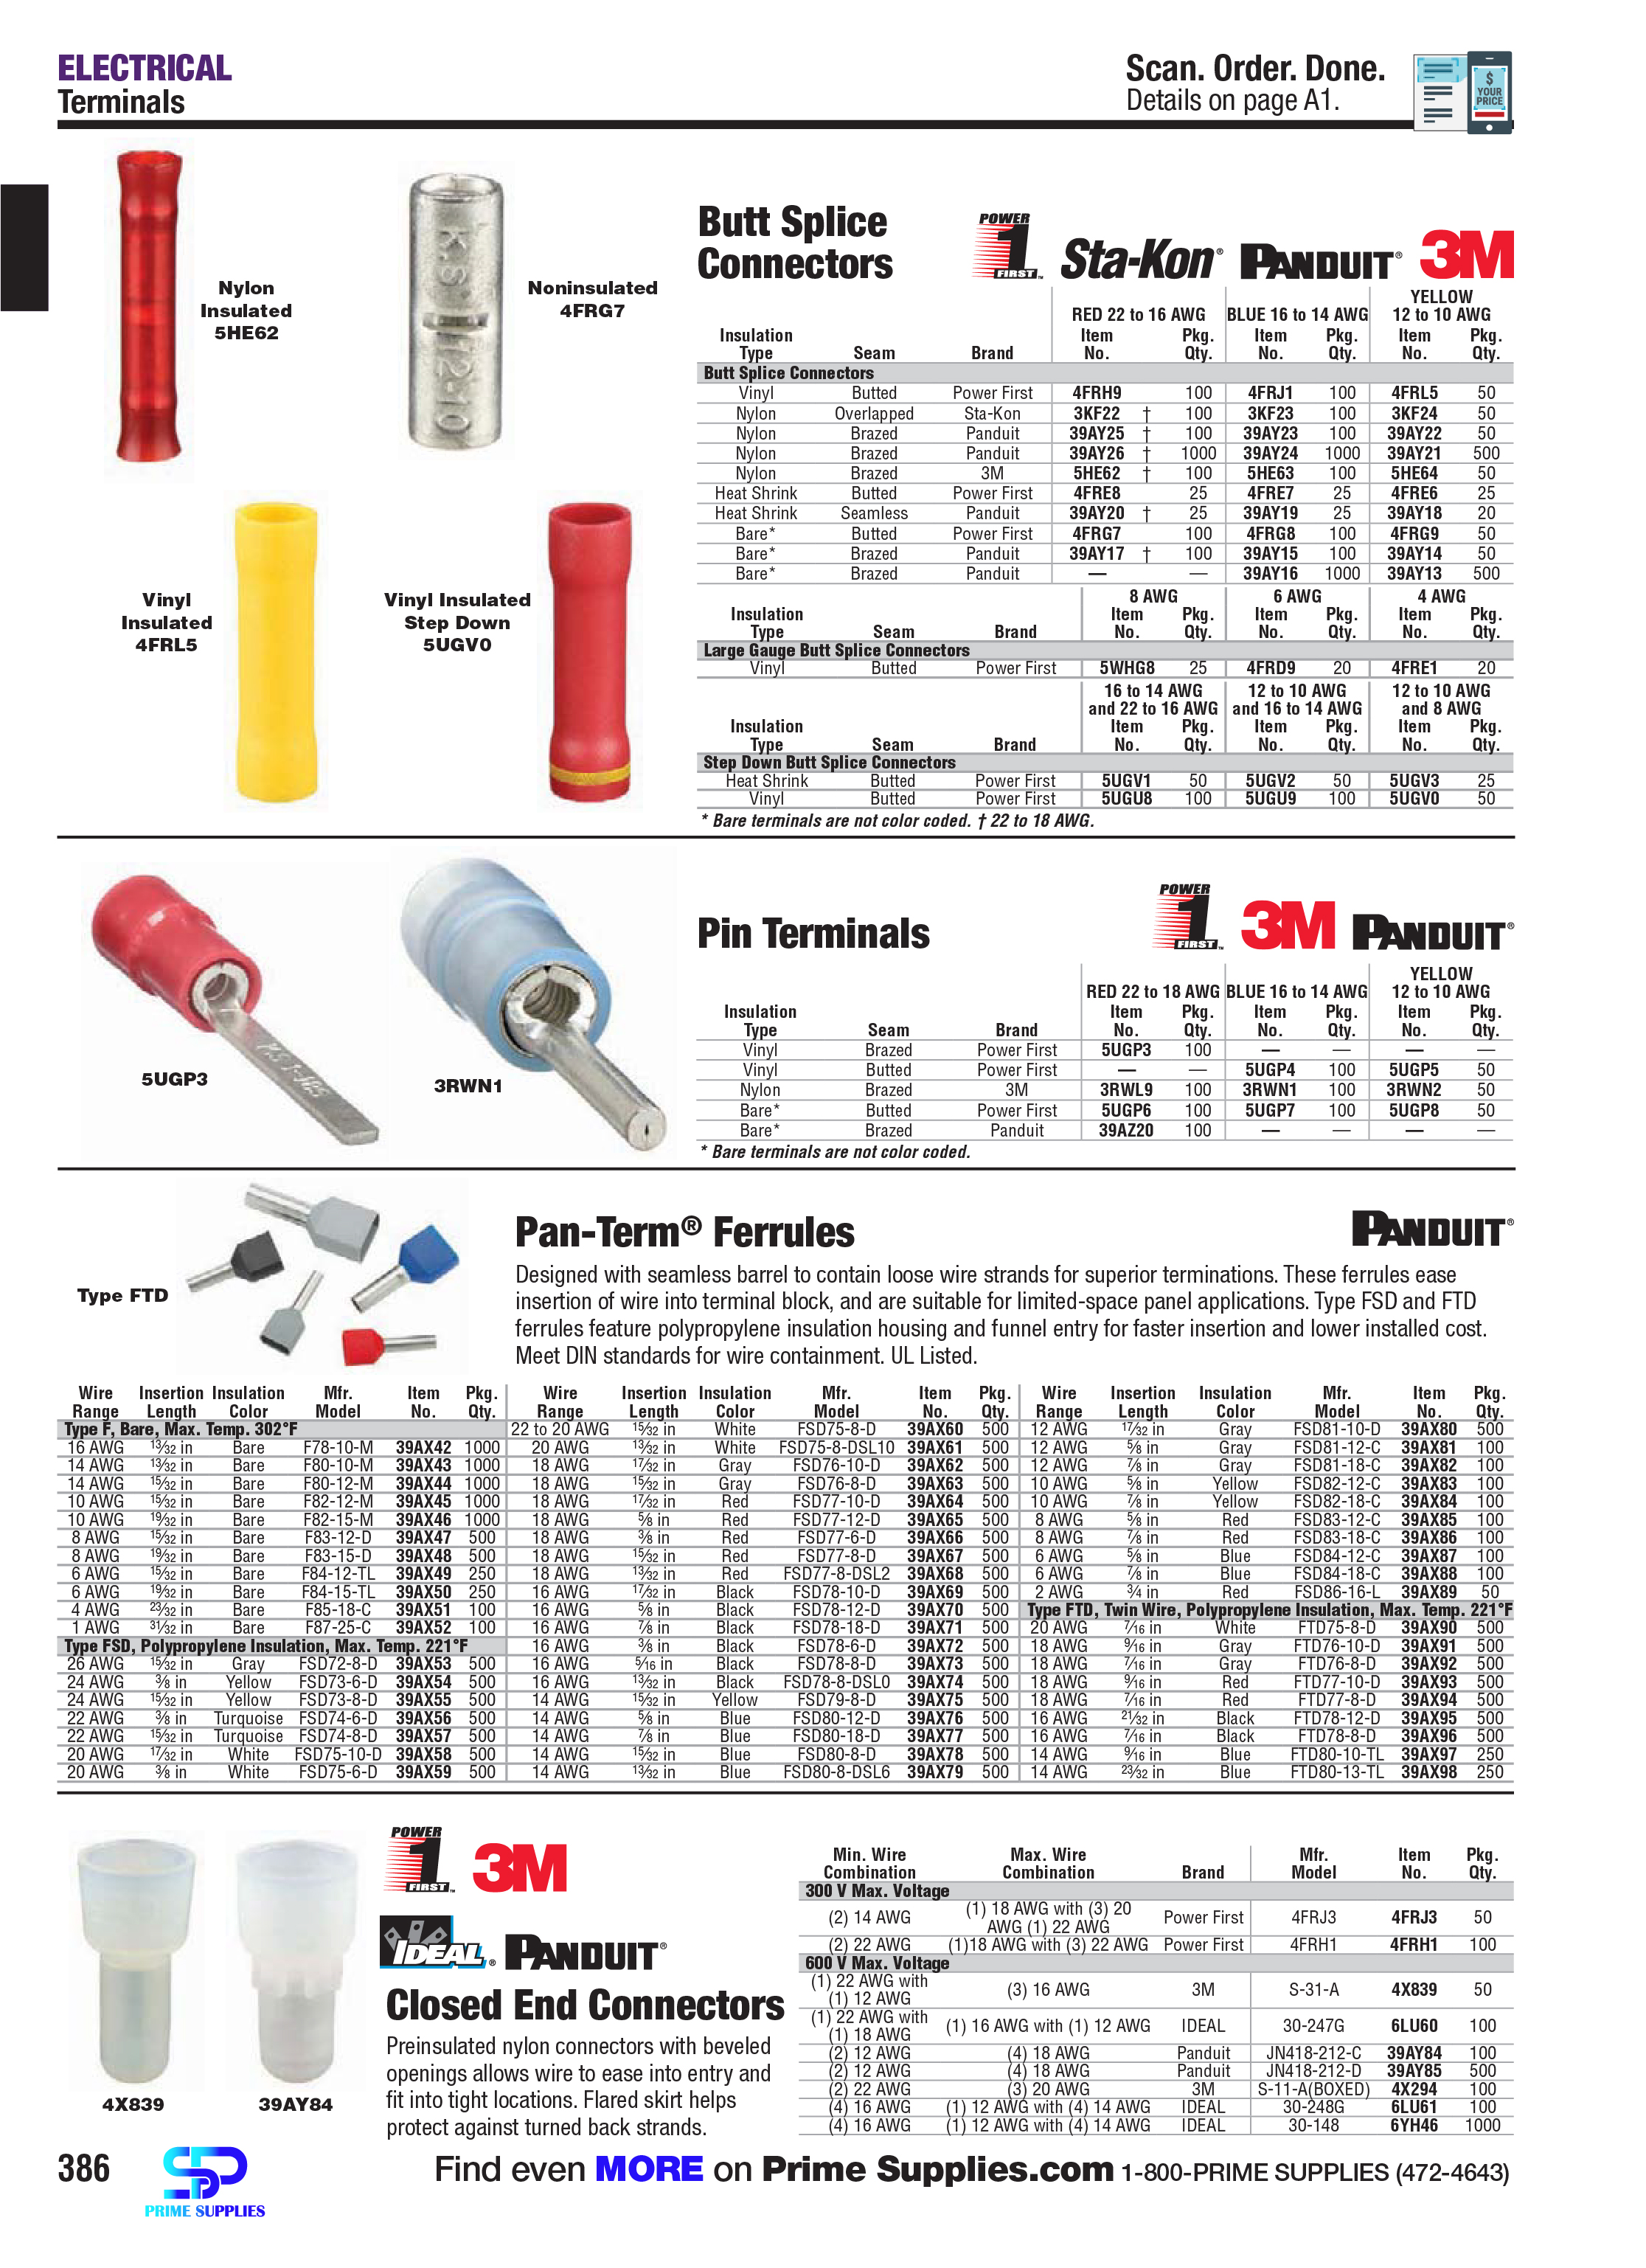 ELECTRICAL
Terminals
Scan. Order. Done.
Details on page A1.
$
YOUR
PRICE
Nylon
Insulated
5HE62
Noninsulated
4FRG7
Vinyl
Insulated
4FRL5
Vinyl Insulated
Step Down
5UGV0
Butt Splice
Connectors
POWER 1 FIRST™ Sta-Kon® PANDUIT® 3M
RED 22 to 16 AWG BLUE 16 to 14 AWG YELLOW 12 to 10 AWG
Insulation Type Seam Brand Item No. Pkg. Qty. Item No. Pkg. Qty. Item No. Pkg. Qty.
Butt Splice Connectors
Vinyl Butted Power First 4FRH9 100 4FRJ1 100 4FRL5 50
Nylon Overlapped Sta-Kon 3KF22 † 100 3KF23 100 3KF24 50
Nylon Brazed Panduit 39AY25 † 100 39AY23 100 39AY22 50
Nylon Brazed Panduit 39AY26 † 1000 39AY24 1000 39AY21 500
Nylon Brazed 3M 5HE62 † 100 5HE63 100 5HE64 50
Heat Shrink Butted Power First 4FRE8 25 4FRE7 25 4FRE6 25
Heat Shrink Seamless Panduit 39AY20 † 25 39AY19 25 39AY18 20
Bare* Butted Power First 4FRG7 100 4FRG8 100 4FRG9 50
Bare* Brazed Panduit 39AY17 † 100 39AY15 100 39AY14 50
Bare* Brazed Panduit — — 39AY16 1000 39AY13 500
8 AWG 6 AWG 4 AWG
Insulation Type Seam Brand Item No. Pkg. Qty. Item No. Pkg. Qty. Item No. Pkg. Qty.
Large Gauge Butt Splice Connectors
Vinyl Butted Power First 5WHG8 25 4FRD9 20 4FRE1 20
16 to 14 AWG and 22 to 16 AWG 12 to 10 AWG and 16 to 14 AWG 12 to 10 AWG and 8 AWG
Insulation Type Seam Brand Item No. Pkg. Qty. Item No. Pkg. Qty. Item No. Pkg. Qty.
Step Down Butt Splice Connectors
Heat Shrink Butted Power First 5UGV1 50 5UGV2 50 5UGV3 25
Vinyl Butted Power First 5UGU8 100 5UGU9 100 5UGV0 50
* Bare terminals are not color coded. † 22 to 18 AWG.
5UGP3
3RWN1
Pin Terminals
POWER 1 FIRST™ 3M PANDUIT®
RED 22 to 18 AWG BLUE 16 to 14 AWG YELLOW 12 to 10 AWG
Insulation Type Seam Brand Item No. Pkg. Qty. Item No. Pkg. Qty. Item No. Pkg. Qty.
Vinyl Brazed Power First 5UGP3 100 — — — —
Vinyl Butted Power First — — 5UGP4 100 5UGP5 50
Nylon Brazed 3M 3RWL9 100 3RWN1 100 3RWN2 50
Bare* Butted Power First 5UGP6 100 5UGP7 100 5UGP8 50
Bare* Brazed Panduit 39AZ20 100 — — — —
* Bare terminals are not color coded.
Type FTD
Pan-Term® Ferrules
PANDUIT®
Designed with seamless barrel to contain loose wire strands for superior terminations. These ferrules ease
insertion of wire into terminal block, and are suitable for limited-space panel applications. Type FSD and FTD
ferrules feature polypropylene insulation housing and funnel entry for faster insertion and lower installed cost.
Meet DIN standards for wire containment. UL Listed.
Wire Range Insertion Length Insulation Color Mfr. Model Item No. Pkg. Qty.
Type F, Bare, Max. Temp. 302°F
16 AWG 13/32 in Bare F78-10-M 39AX42 1000
14 AWG 13/32 in Bare F80-10-M 39AX43 1000
14 AWG 15/32 in Bare F80-12-M 39AX44 1000
10 AWG 15/32 in Bare F82-12-M 39AX45 1000
10 AWG 19/32 in Bare F82-15-M 39AX46 1000
8 AWG 15/32 in Bare F83-12-D 39AX47 500
8 AWG 19/32 in Bare F83-15-D 39AX48 500
6 AWG 15/32 in Bare F84-12-TL 39AX49 250
6 AWG 19/32 in Bare F84-15-TL 39AX50 250
4 AWG 23/32 in Bare F85-18-C 39AX51 100
1 AWG 31/32 in Bare F87-25-C 39AX52 100
Type FSD, Polypropylene Insulation, Max. Temp. 221°F
26 AWG 15/32 in Gray FSD72-8-D 39AX53 500
24 AWG 3/8 in Yellow FSD73-6-D 39AX54 500
24 AWG 15/32 in Yellow FSD73-8-D 39AX55 500
22 AWG 3/8 in Turquoise FSD74-6-D 39AX56 500
22 AWG 15/32 in Turquoise FSD74-8-D 39AX57 500
20 AWG 17/32 in White FSD75-10-D 39AX58 500
20 AWG 3/8 in White FSD75-6-D 39AX59 500
Wire Range Insertion Length Insulation Color Mfr. Model Item No. Pkg. Qty.
22 to 20 AWG 15/32 in White FSD75-8-D 39AX60 500
20 AWG 13/32 in White FSD75-8-DSL10 39AX61 500
18 AWG 17/32 in Gray FSD76-10-D 39AX62 500
18 AWG 15/32 in Gray FSD76-8-D 39AX63 500
18 AWG 17/32 in Red FSD77-10-D 39AX64 500
18 AWG 5/8 in Red FSD77-12-D 39AX65 500
18 AWG 3/8 in Red FSD77-6-D 39AX66 500
18 AWG 15/32 in Red FSD77-8-D 39AX67 500
18 AWG 13/32 in Red FSD77-8-DSL2 39AX68 500
16 AWG 17/32 in Black FSD78-10-D 39AX69 500
16 AWG 5/8 in Black FSD78-12-D 39AX70 500
16 AWG 7/8 in Black FSD78-18-D 39AX71 500
16 AWG 3/8 in Black FSD78-6-D 39AX72 500
16 AWG 5/16 in Black FSD78-8-D 39AX73 500
16 AWG 13/32 in Black FSD78-8-DSL0 39AX74 500
14 AWG 15/32 in Yellow FSD79-8-D 39AX75 500
14 AWG 5/8 in Blue FSD80-12-D 39AX76 500
14 AWG 7/8 in Blue FSD80-18-D 39AX77 500
14 AWG 15/32 in Blue FSD80-8-D 39AX78 500
14 AWG 13/32 in Blue FSD80-8-DSL6 39AX79 500
Wire Range Insertion Length Insulation Color Mfr. Model Item No. Pkg. Qty.
12 AWG 17/32 in Gray FSD81-10-D 39AX80 500
12 AWG 5/8 in Gray FSD81-12-C 39AX81 100
12 AWG 7/8 in Gray FSD81-18-C 39AX82 100
10 AWG 5/8 in Yellow FSD82-12-C 39AX83 100
10 AWG 7/8 in Yellow FSD82-18-C 39AX84 100
8 AWG 5/8 in Red FSD83-12-C 39AX85 100
8 AWG 7/8 in Red FSD83-18-C 39AX86 100
6 AWG 5/8 in Blue FSD84-12-C 39AX87 100
6 AWG 7/8 in Blue FSD84-18-C 39AX88 100
2 AWG 3/4 in Red FSD86-16-L 39AX89 50
Type FTD, Twin Wire, Polypropylene Insulation, Max. Temp. 221°F
20 AWG 7/16 in White FTD75-8-D 39AX90 500
18 AWG 9/16 in Gray FTD76-10-D 39AX91 500
18 AWG 7/16 in Gray FTD76-8-D 39AX92 500
18 AWG 9/16 in Red FTD77-10-D 39AX93 500
18 AWG 7/16 in Red FTD77-8-D 39AX94 500
16 AWG 21/32 in Black FTD78-12-D 39AX95 500
16 AWG 7/16 in Black FTD78-8-D 39AX96 500
14 AWG 9/16 in Blue FTD80-10-TL 39AX97 250
14 AWG 23/32 in Blue FTD80-13-TL 39AX98 250
4X839
39AY84
POWER 1 FIRST™ 3M
IDEAL® PANDUIT®
Closed End Connectors
Preinsulated nylon connectors with beveled
openings allows wire to ease into entry and
fit into tight locations. Flared skirt helps
protect against turned back strands.
Min. Wire Combination Max. Wire Combination Brand Mfr. Model Item No. Pkg. Qty.
300 V Max. Voltage
(2) 14 AWG (1) 18 AWG with (3) 20 AWG (1) 22 AWG Power First 4FRJ3 4FRJ3 50
(2) 22 AWG (1)18 AWG with (3) 22 AWG Power First 4FRH1 4FRH1 100
600 V Max. Voltage
(1) 22 AWG with (1) 12 AWG (3) 16 AWG 3M S-31-A 4X839 50
(1) 22 AWG with (1) 18 AWG (1) 16 AWG with (1) 12 AWG IDEAL 30-247G 6LU60 100
(2) 12 AWG (4) 18 AWG Panduit JN418-212-C 39AY84 100
(2) 12 AWG (4) 18 AWG Panduit JN418-212-D 39AY85 500
(2) 22 AWG (3) 20 AWG 3M S-11-A(BOXED) 4X294 100
(4) 16 AWG (1) 12 AWG with (4) 14 AWG IDEAL 30-248G 6LU61 100
(4) 16 AWG (1) 12 AWG with (4) 14 AWG IDEAL 30-148 6YH46 1000
386
PRIME SUPPLIES
Find even MORE on Prime Supplies.com 1-800-PRIME SUPPLIES (472-4643)